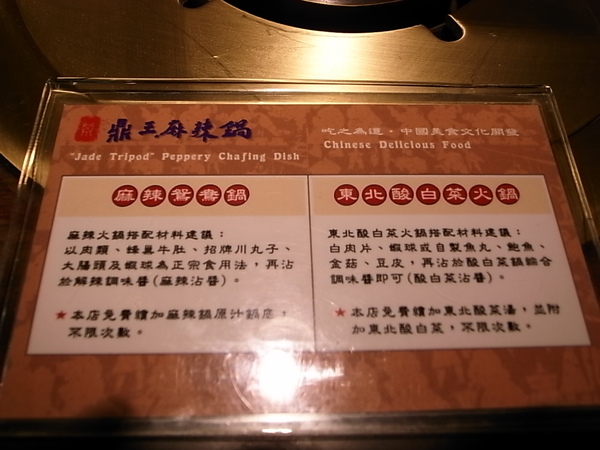 鼎王麻辣鍋
"Jade Tripod" Peppery Chafing Dish
吃之為道・中國美食文化開發
Chinese Delicious Food
麻辣鴛鴦鍋
麻辣火鍋搭配材料建議：
以肉類、蜂巢牛肚、招牌川丸子、
大腸頭及蝦球為正宗食用法，再沾
於解辣調味醬(麻辣沾醬)。
★本店免費續加麻辣鍋原汁鍋底，
不限次數。
東北酸白菜火鍋
東北酸白菜火鍋搭配材料建議：
白肉片、蝦球或自製魚丸、鮑魚、
金菇、豆皮，再沾於酸白菜鍋綜合
調味醬即可(酸白菜沾醬)。
★本店免費續加東北酸菜湯，並附
加東北酸白菜，不限次數。